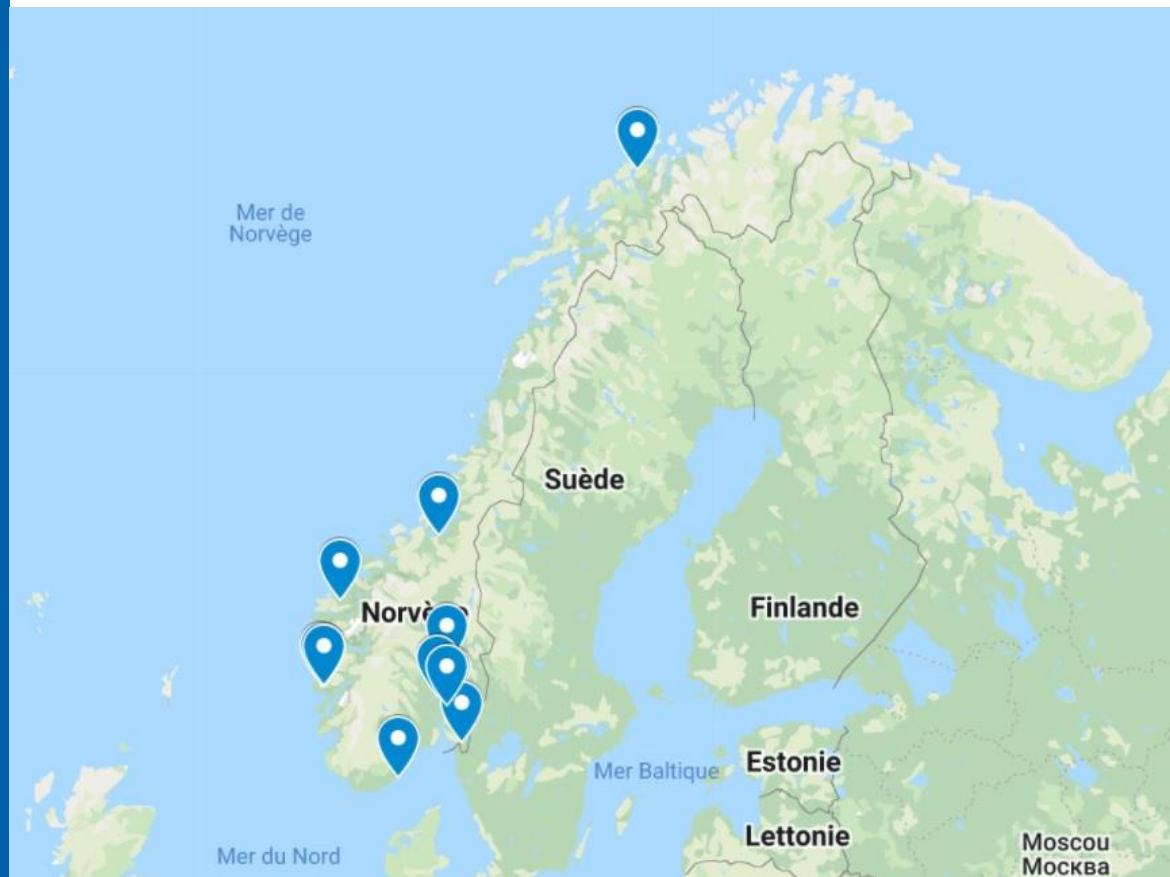 Mer de
Norvège
Suède
Norvège
Finlande
Mer Baltique
Estonie
Lettonie
Mer du Nord
Moscou
Москва